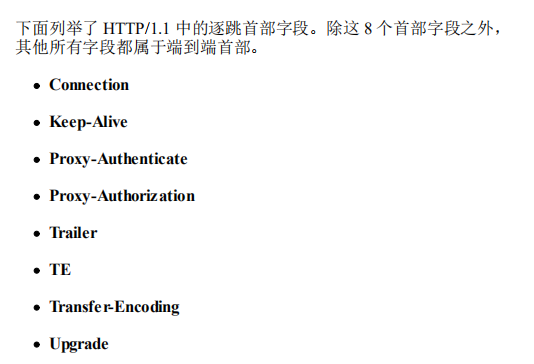 下面列举了 HTTP/1.1 中的逐跳首部字段。除这 8 个首部字段之外，
其他所有字段都属于端到端首部。
● Connection
● Keep-Alive
● Proxy-Authenticate
● Proxy-Authorization
● Trailer
● TE
● Transfer-Encoding
● Upgrade